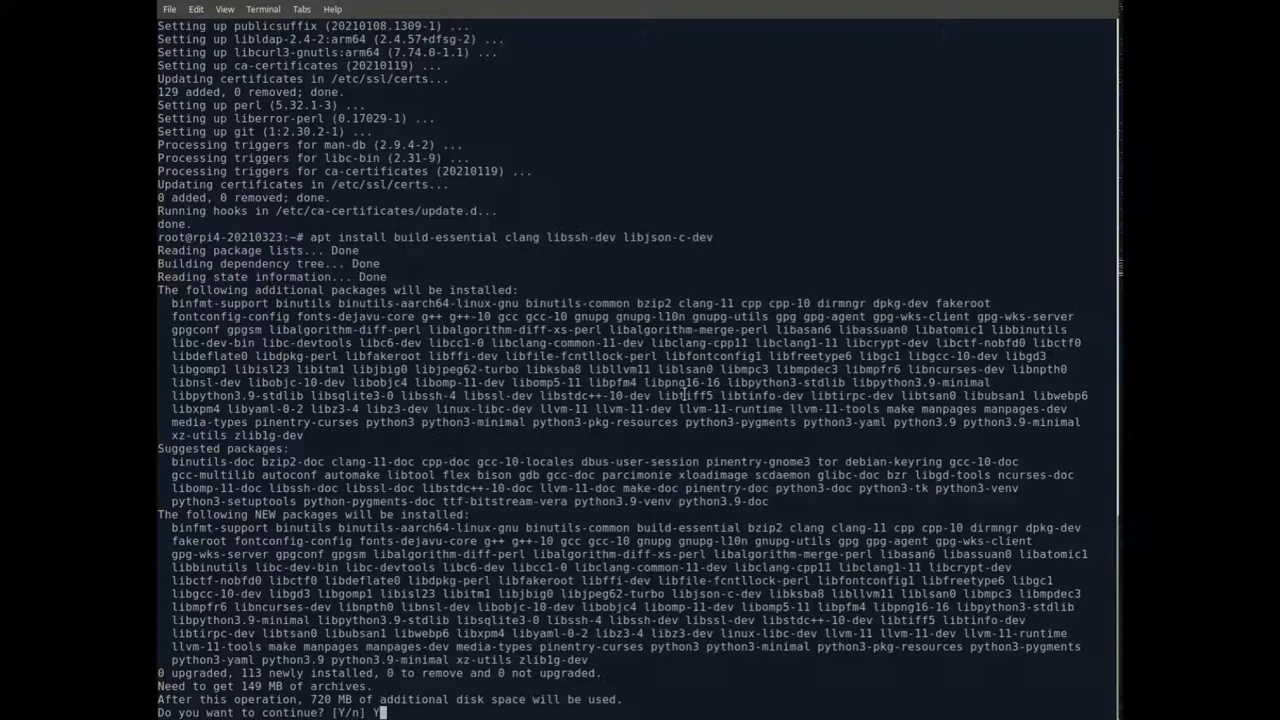 File Edit View Terminal Tabs Help
Setting up publicsuffix (20210108.1309-1) ...
Setting up libldap-2.4-2:arm64 (2.4.57+dfsg-2) ...
Setting up libcurl3-gnutls:arm64 (7.74.0-1.1) ...
Setting up ca-certificates (20210119) ...
Updating certificates in /etc/ssl/certs...
129 added, 0 removed; done.
Setting up perl (5.32.1-3) ...
Setting up liberror-perl (0.17029-1) ...
Setting up git (1:2.30.2-1) ...
Processing triggers for man-db (2.9.4-2) ...
Processing triggers for libc-bin (2.31-9) ...
Processing triggers for ca-certificates (20210119) ...
Updating certificates in /etc/ssl/certs...
0 added, 0 removed; done.
Running hooks in /etc/ca-certificates/update.d...
done.
root@rpi4-20210323:~# apt install build-essential clang libssh-dev libjson-c-dev
Reading package lists... Done
Building dependency tree... Done
Reading state information... Done
The following additional packages will be installed:
binfmt-support binutils binutils-aarch64-linux-gnu binutils-common bzip2 clang-11 cpp cpp-10 dirmngr dpkg-dev fakeroot
fontconfig-config fonts-dejavu-core g++ g++-10 gcc gcc-10 gnupg gnupg-l10n gnupg-utils gpg gpg-agent gpg-wks-client gpg-wks-server
gpgconf gpgsm libalgorithm-diff-perl libalgorithm-diff-xs-perl libalgorithm-merge-perl libasan6 libassuan0 libatomic1 libbinutils
libc-dev-bin libc-devtools libc6-dev libcc1-0 libclang-common-11-dev libclang-cpp11 libclang1-11 libcrypt-dev libctf-nobfd0 libctf0
libdeflate0 libdpkg-perl libfakeroot libffi-dev libfile-fcntllock-perl libfontconfig1 libfreetype6 libgc1 libgcc-10-dev libgd3
libgomp1 libisl23 libitm1 libjbig0 libjpeg62-turbo libksba8 libllvm11 liblsan0 libmpc3 libmpdec3 libmpfr6 libncurses-dev libnpth0
libnsl-dev libobjc-10-dev libobjc4 libomp-11-dev libomp5-11 libpfm4 libpng16-16 libpython3-stdlib libpython3.9-minimal
libpython3.9-stdlib libsqlite3-0 libssh-4 libssl-dev libstdc++-10-dev libtiff5 libtinfo-dev libtirpc-dev libtsan0 libubsan1 libwebp6
libxpm4 libyaml-0-2 libz3-4 libz3-dev linux-libc-dev llvm-11 llvm-11-dev llvm-11-runtime llvm-11-tools make manpages manpages-dev
media-types pinentry-curses python3 python3-minimal python3-pkg-resources python3-pygments python3-yaml python3.9 python3.9-minimal
xz-utils zlib1g-dev
Suggested packages:
binutils-doc bzip2-doc clang-11-doc cpp-doc gcc-10-locales dbus-user-session pinentry-gnome3 tor debian-keyring gcc-10-doc
gcc-multilib autoconf automake libtool flex bison gdb gcc-doc parcimonie xloadimage scdaemon glibc-doc bzr libgd-tools ncurses-doc
libomp-11-doc libssh-doc libssl-doc libstdc++-10-doc llvm-11-doc make-doc pinentry-doc python3-doc python3-tk python3-venv
python3-setuptools python-pygments-doc ttf-bitstream-vera python3.9-venv python3.9-doc
The following NEW packages will be installed:
binfmt-support binutils binutils-aarch64-linux-gnu binutils-common build-essential bzip2 clang clang-11 cpp cpp-10 dirmngr dpkg-dev
fakeroot fontconfig-config fonts-dejavu-core g++ g++-10 gcc gcc-10 gnupg gnupg-l10n gnupg-utils gpg gpg-agent gpg-wks-client
gpg-wks-server gpgconf gpgsm libalgorithm-diff-perl libalgorithm-diff-xs-perl libalgorithm-merge-perl libasan6 libassuan0 libatomic1
libbinutils libc-dev-bin libc-devtools libc6-dev libcc1-0 libclang-common-11-dev libclang-cpp11 libclang1-11 libcrypt-dev
libctf-nobfd0 libctf0 libdeflate0 libdpkg-perl libfakeroot libffi-dev libfile-fcntllock-perl libfontconfig1 libfreetype6 libgc1
libgcc-10-dev libgd3 libgomp1 libisl23 libitm1 libjbig0 libjpeg62-turbo libjson-c-dev libksba8 libllvm11 liblsan0 libmpc3 libmpdec3
libmpfr6 libncurses-dev libnpth0 libnsl-dev libobjc-10-dev libobjc4 libomp-11-dev libomp5-11 libpfm4 libpng16-16 libpython3-stdlib
libpython3.9-minimal libpython3.9-stdlib libsqlite3-0 libssh-4 libssh-dev libssl-dev libstdc++-10-dev libtiff5 libtinfo-dev
libtirpc-dev libtsan0 libubsan1 libwebp6 libxpm4 libyaml-0-2 libz3-4 libz3-dev linux-libc-dev llvm-11 llvm-11-dev llvm-11-runtime
llvm-11-tools make manpages manpages-dev media-types pinentry-curses python3 python3-minimal python3-pkg-resources python3-pygments
python3-yaml python3.9 python3.9-minimal xz-utils zlib1g-dev
0 upgraded, 113 newly installed, 0 to remove and 0 not upgraded.
Need to get 149 MB of archives.
After this operation, 720 MB of additional disk space will be used.
Do you want to continue? [Y/n] Y